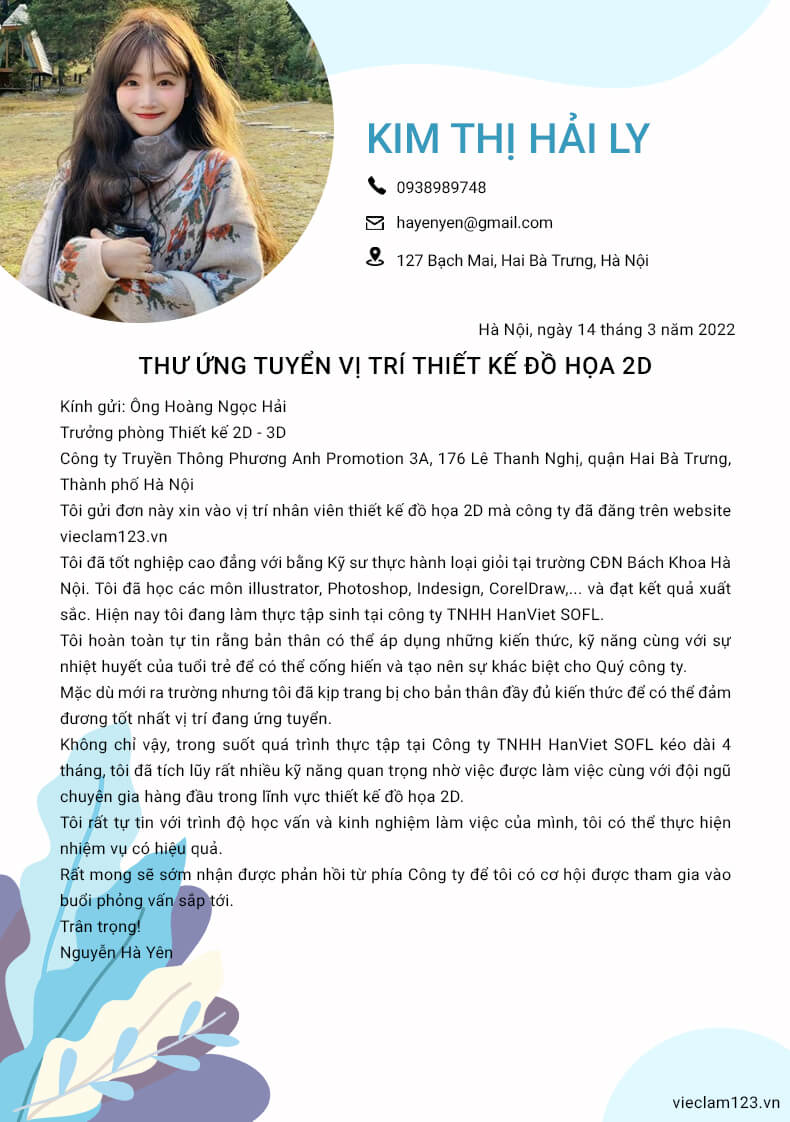 KIM THỊ HẢI LY
0938989748
hayenyen@gmail.com
127 Bạch Mai, Hai Bà Trưng, Hà Nội
Hà Nội, ngày 14 tháng 3 năm 2022
THƯ ỨNG TUYỂN VỊ TRÍ THIẾT KẾ ĐỒ HỌA 2D
Kính gửi: Ông Hoàng Ngọc Hải
Trưởng phòng Thiết kế 2D - 3D
Công ty Truyền Thông Phương Anh Promotion 3A, 176 Lê Thanh Nghị, quận Hai Bà Trưng,
Thành phố Hà Nội
Tôi gửi đơn này xin vào vị trí nhân viên thiết kế đồ họa 2D mà công ty đã đăng trên website
vieclam123.vn
Tôi đã tốt nghiệp cao đẳng với bằng Kỹ sư thực hành loại giỏi tại trường CĐN Bách Khoa Hà
Nội. Tôi đã học các môn illustrator, Photoshop, Indesign, CorelDraw,... và đạt kết quả xuất
sắc. Hiện nay tôi đang làm thực tập sinh tại công ty TNHH HanViet SOFL.
Tôi hoàn toàn tự tin rằng bản thân có thể áp dụng những kiến thức, kỹ năng cùng với sự
nhiệt huyết của tuổi trẻ để có thể cống hiến và tạo nên sự khác biệt cho Quý công ty.
Mặc dù mới ra trường nhưng tôi đã kịp trang bị cho bản thân đầy đủ kiến thức để có thể đảm
đương tốt nhất vị trí đang ứng tuyển.
Không chỉ vậy, trong suốt quá trình thực tập tại Công ty TNHH HanViet SOFL kéo dài 4
tháng, tôi đã tích lũy rất nhiều kỹ năng quan trọng nhờ việc được làm việc cùng với đội ngũ
chuyên gia hàng đầu trong lĩnh vực thiết kế đồ họa 2D.
Tôi rất tự tin với trình độ học vấn và kinh nghiệm làm việc của mình, tôi có thể thực hiện
nhiệm vụ có hiệu quả.
Rất mong sẽ sớm nhận được phản hồi từ phía Công ty để tôi có cơ hội được tham gia vào
buổi phỏng vấn sắp tới.
Trân trọng!
Nguyễn Hà Yên
vieclam123.vn